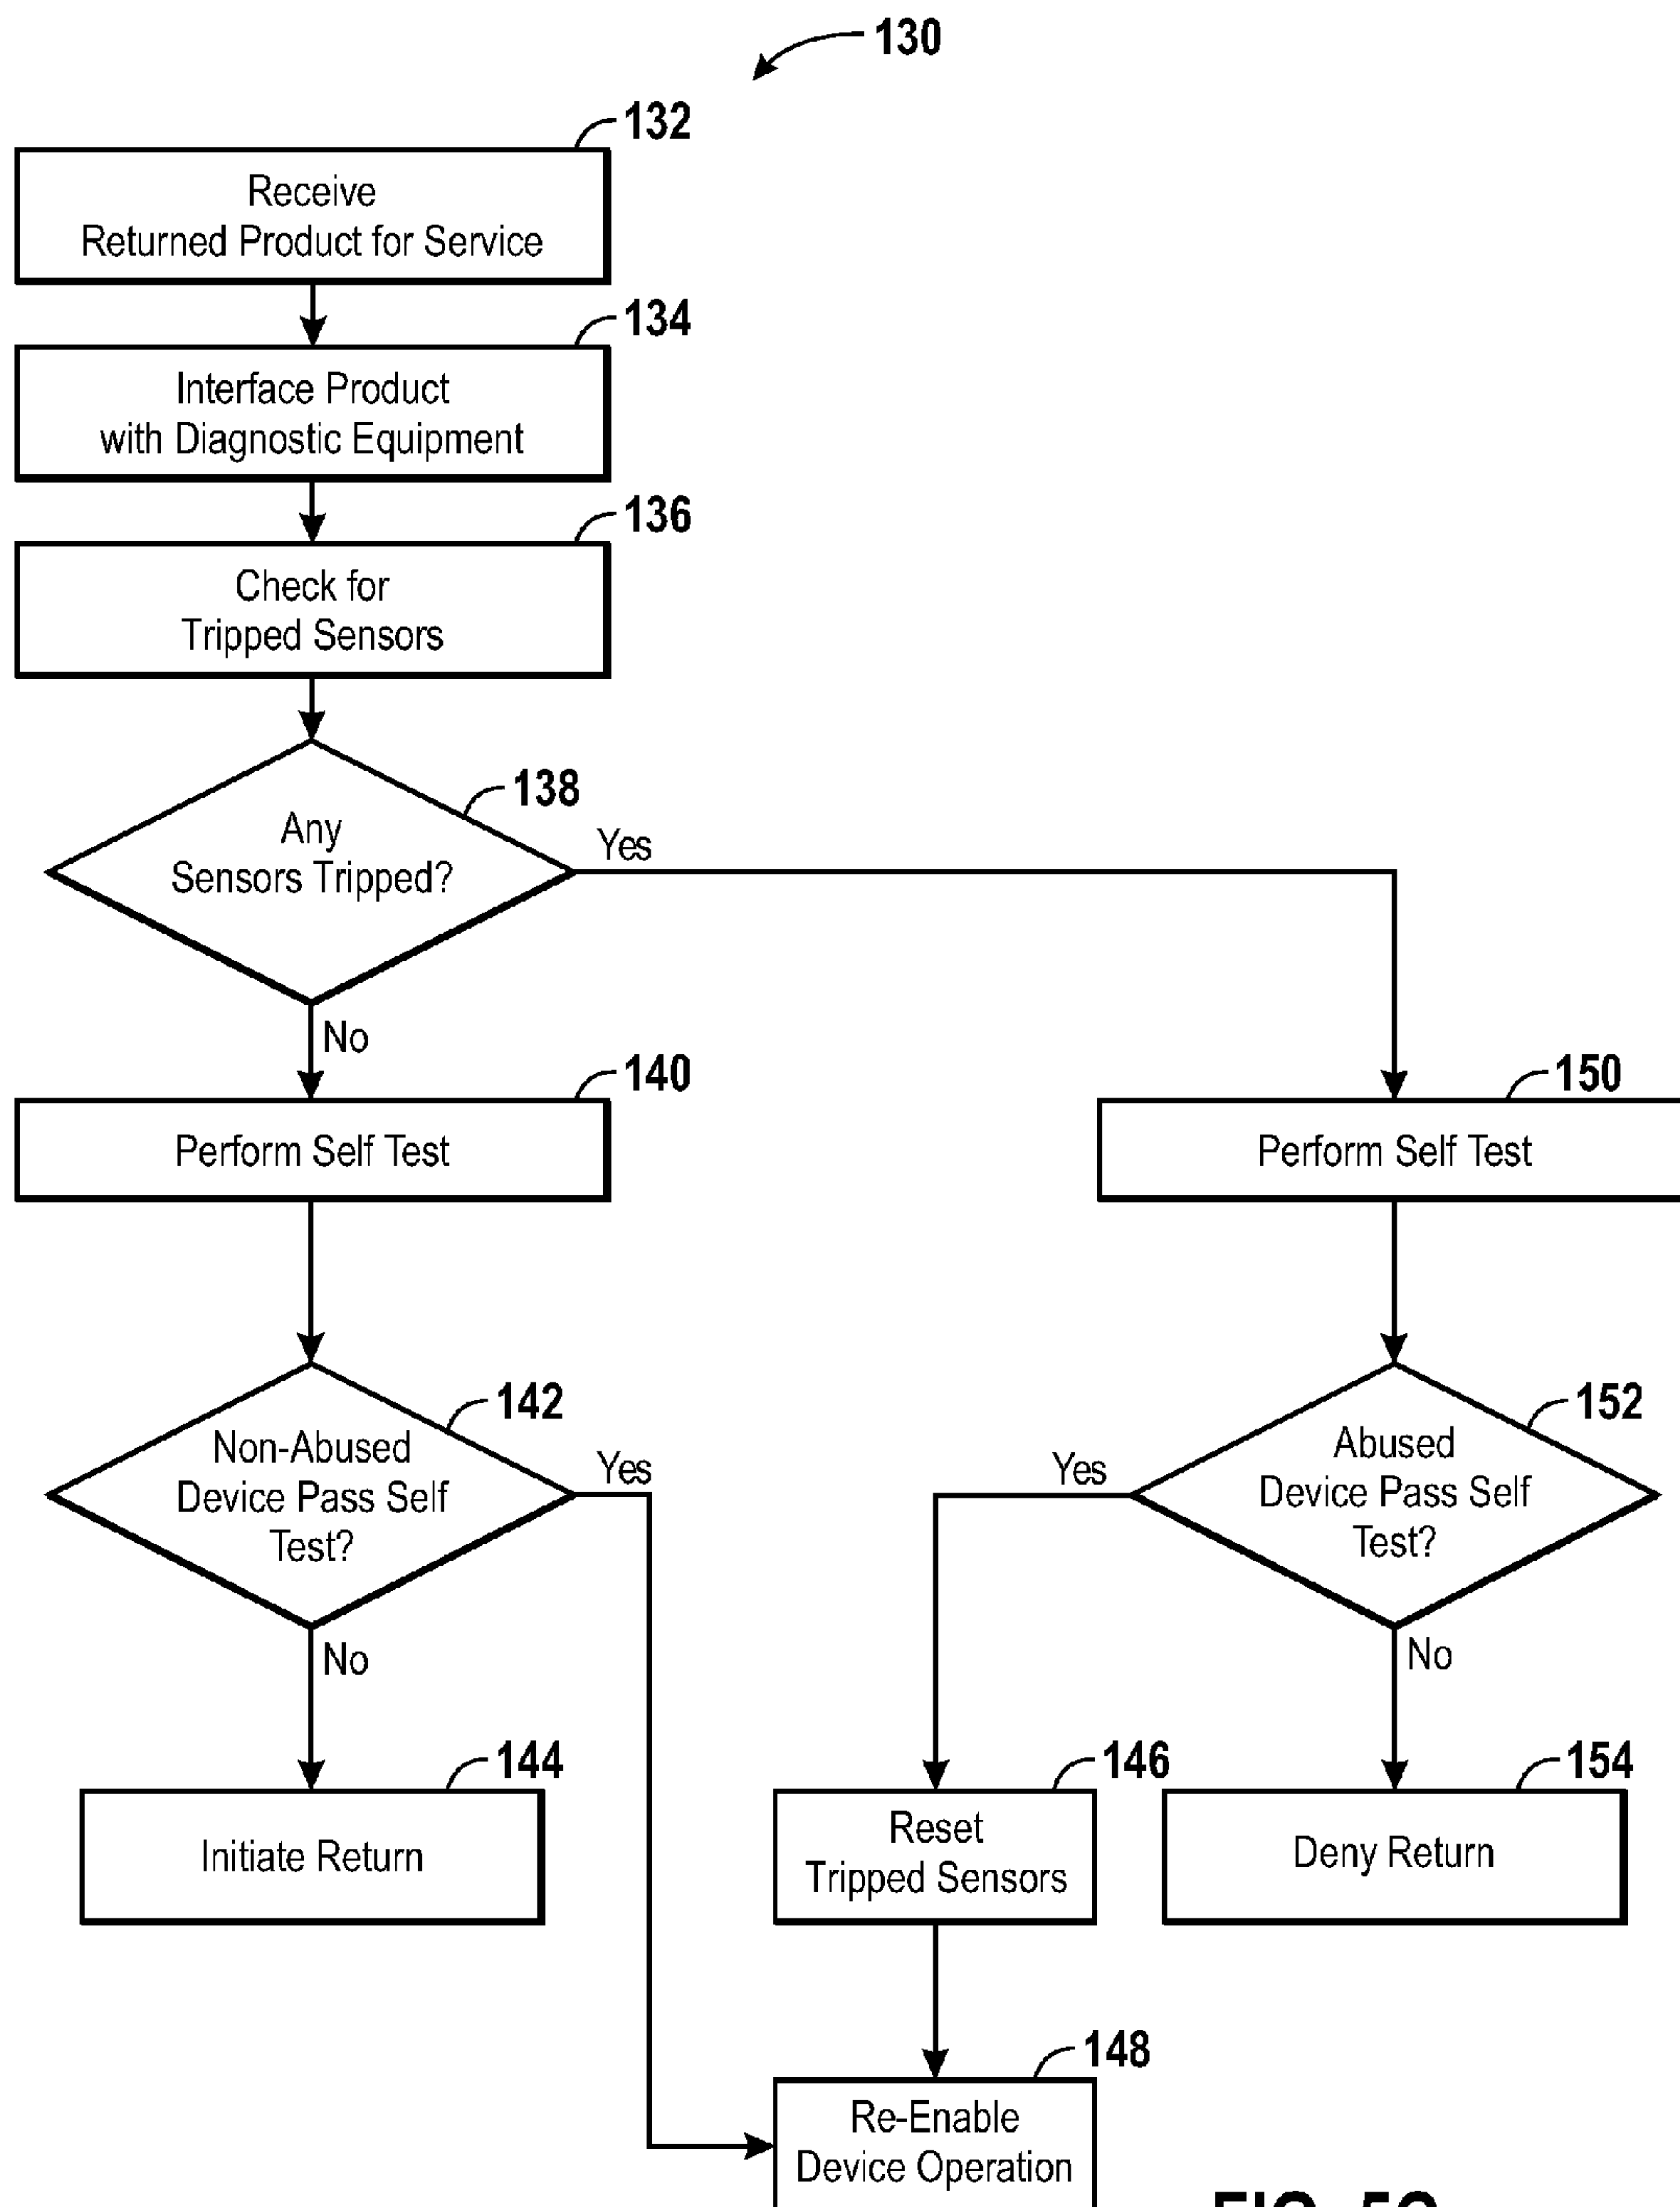 130
132
Receive
Returned Product for Service
134
Interface Product
with Diagnostic Equipment
136
Check for
Tripped Sensors
138
Any
Sensors Tripped?
Yes
No
140
Perform Self Test
150
Perform Self Test
142
Non-Abused
Device Pass Self
Test?
Yes
No
152
Abused
Device Pass Self
Test?
Yes
No
144
Initiate Return
146
Reset
Tripped Sensors
154
Deny Return
148
Re-Enable
Device Operation